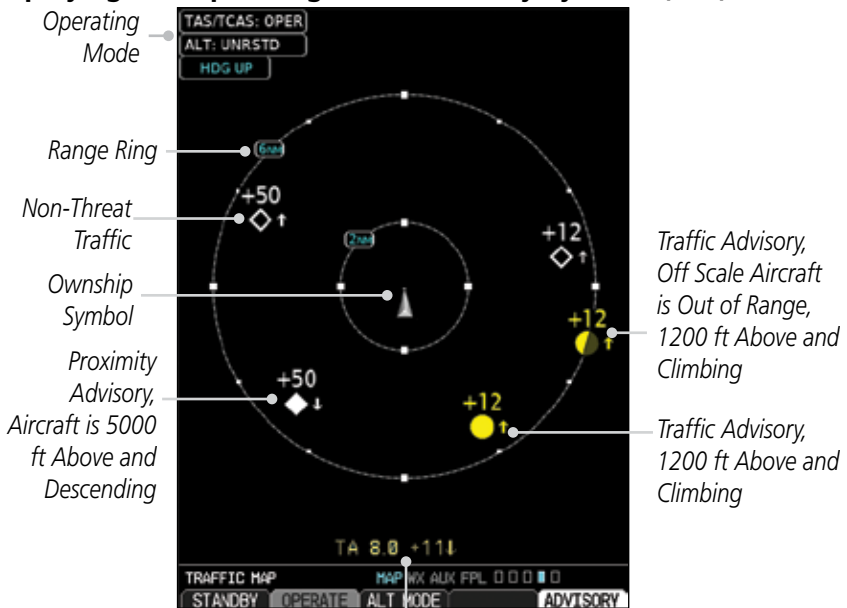 Operating
Mode
TAS/TCAS: OPER
ALT: UNRSTD
HDG UP
Range Ring
6NM
Non-Threat
Traffic
+50
2NM
+12
Ownship
Symbol
Traffic Advisory,
Off Scale Aircraft
is Out of Range,
1200 ft Above and
Climbing
+12
Proximity
Advisory,
Aircraft is 5000
ft Above and
Descending
+50
+12
Traffic Advisory,
1200 ft Above and
Climbing
TA 8.0 +11↓
TRAFFIC MAP MAP WX AUX FPL
STANDBY OPERATE ALT MODE ADVISORY